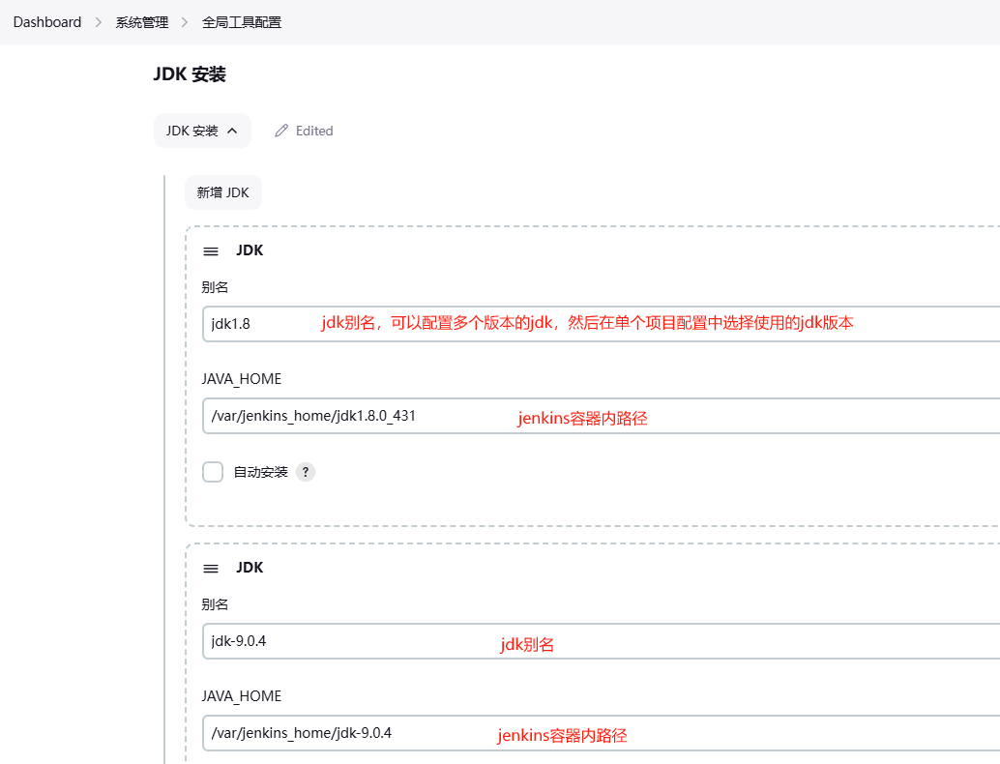 Dashboard > 系统管理 > 全局工具配置
JDK 安装
JDK 安装 Edited
新增 JDK
JDK
别名
jdk1.8 jdk别名，可以配置多个版本的jdk，然后在单个项目配置中选择使用的jdk版本
JAVA_HOME
/var/jenkins_home/jdk1.8.0_431 jenkins容器内路径
自动安装 ?
JDK
别名
jdk-9.0.4 jdk别名
JAVA_HOME
/var/jenkins_home/jdk-9.0.4 jenkins容器内路径